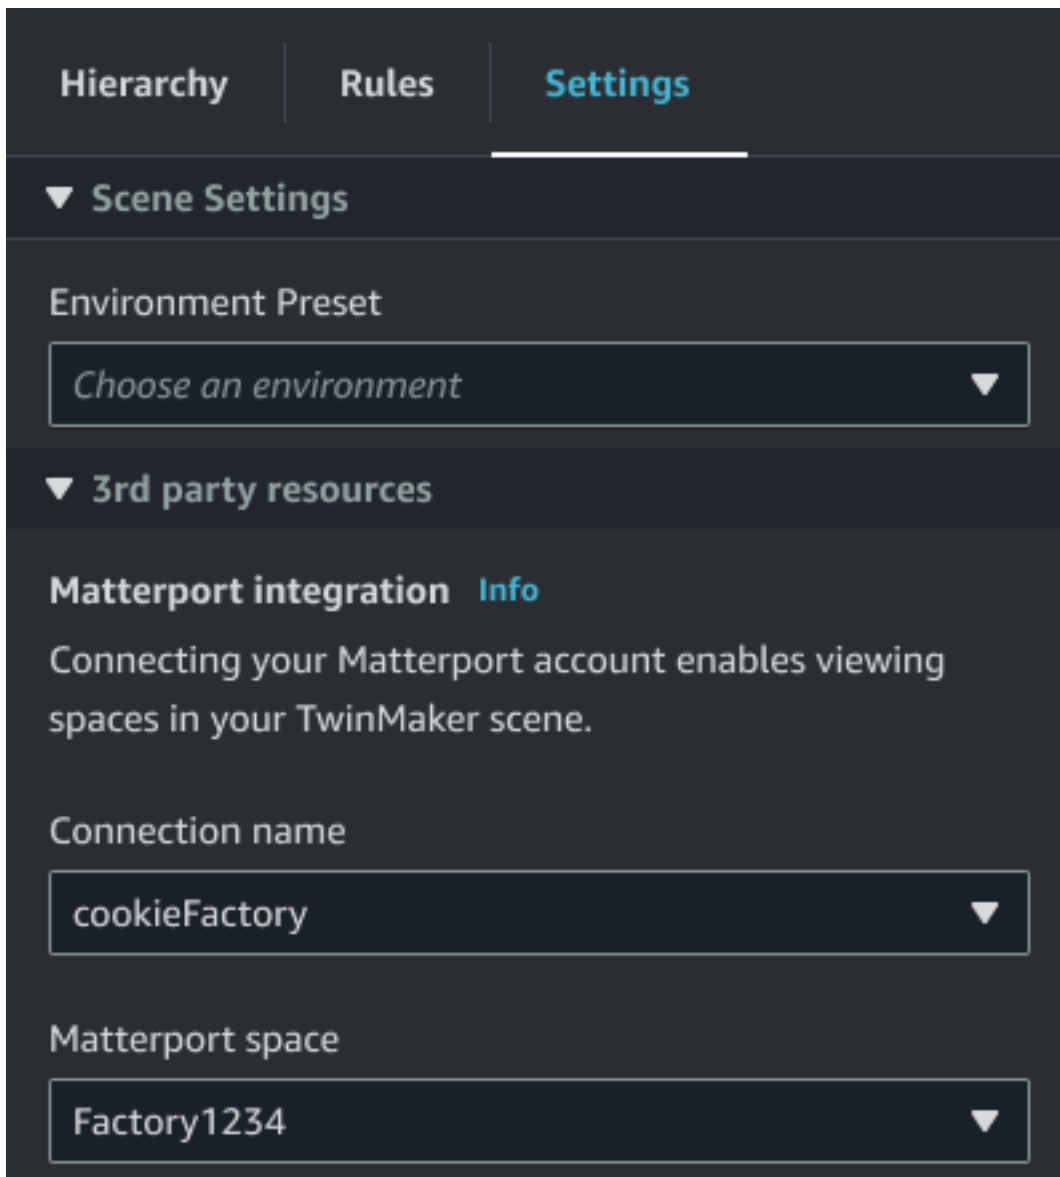 Hierarchy Rules Settings
Scene Settings
Environment Preset
Choose an environment
3rd party resources
Matterport integration Info
Connecting your Matterport account enables viewing
spaces in your TwinMaker scene.
Connection name
cookieFactory
Matterport space
Factory1234